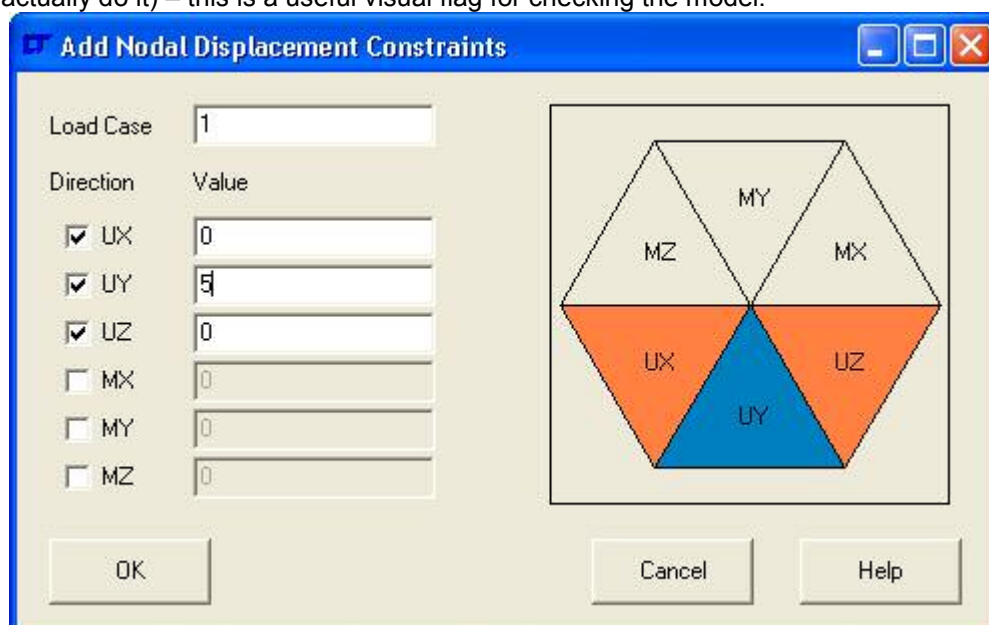 actually do it) – this is a useful visual flag for checking the model.
Add Nodal Displacement Constraints
Load Case 1
Direction Value
UX 0
UY 5
UZ 0
MX 0
MY 0
MZ 0
MY
MZ MX
UX UZ
UY
OK Cancel Help